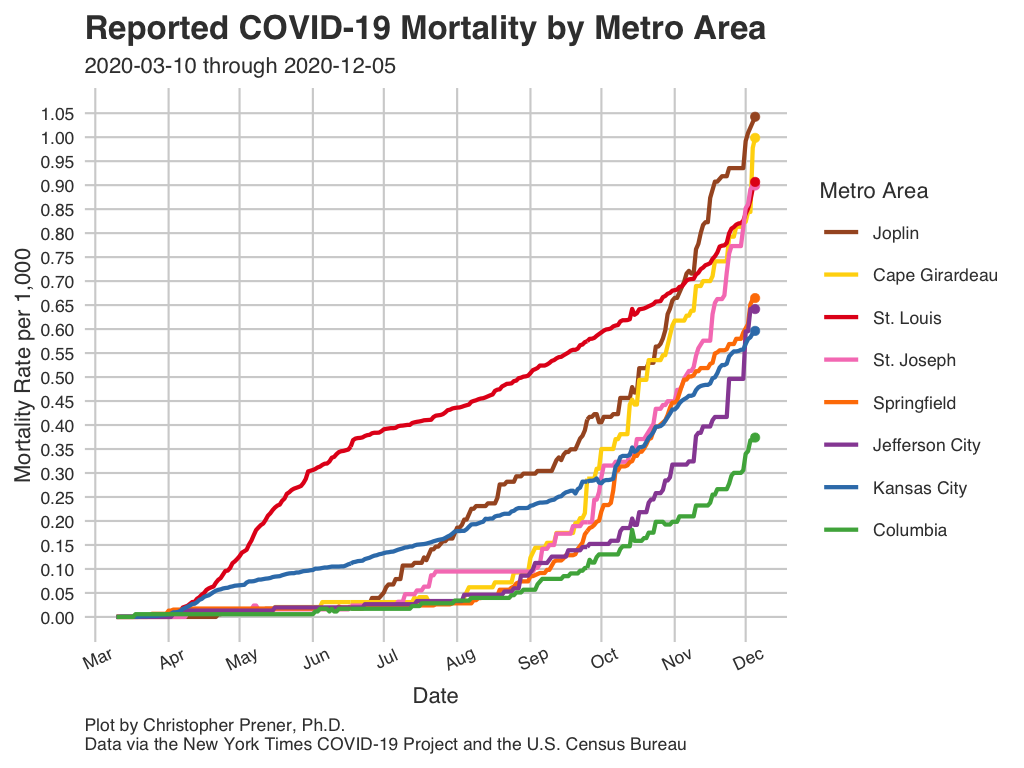 Reported COVID-19 Mortality by Metro Area
2020-03-10 through 2020-12-05
Mortality Rate per 1,000
1.05
1.00
0.95
0.90
0.85
0.80
0.75
0.70
0.65
0.60
0.55
0.50
0.45
0.40
0.35
0.30
0.25
0.20
0.15
0.10
0.05
0.00
Mar Apr May Jun Jul Aug Sep Oct Nov Dec
Date
Metro Area
Joplin
Cape Girardeau
St. Louis
St. Joseph
Springfield
Jefferson City
Kansas City
Columbia
Plot by Christopher Prener, Ph.D.
Data via the New York Times COVID-19 Project and the U.S. Census Bureau